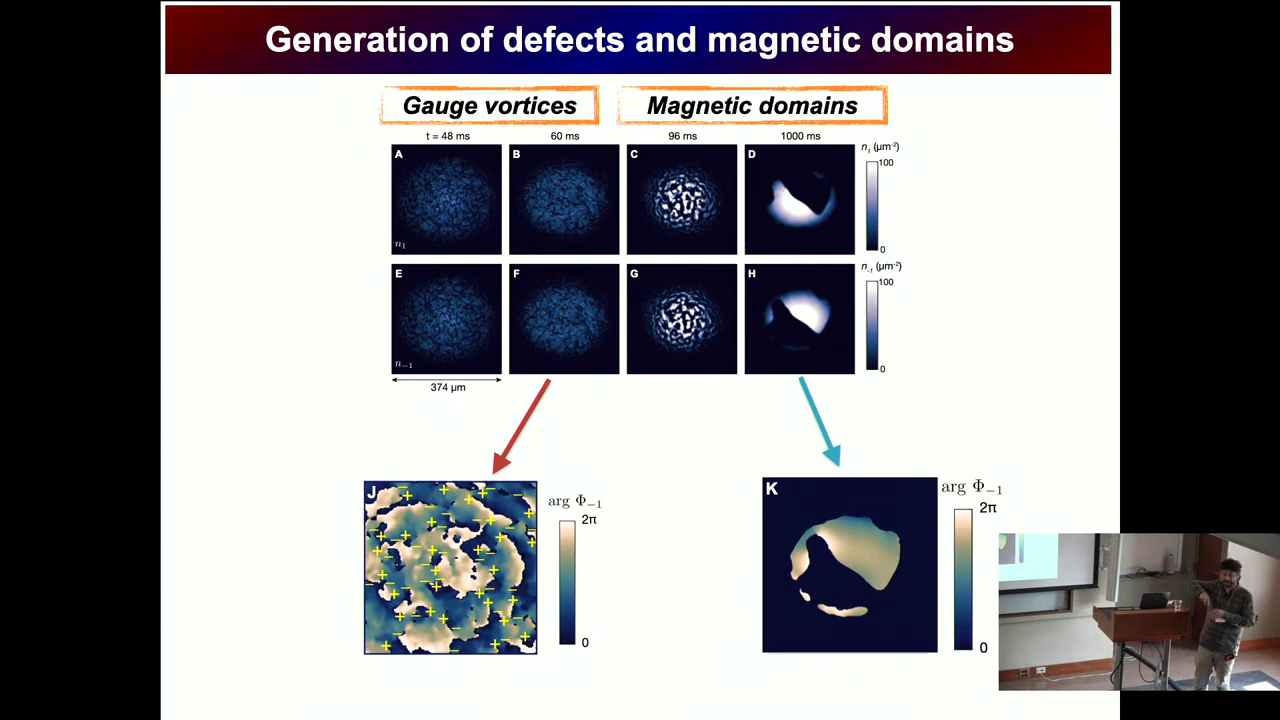 Generation of defects and magnetic domains
Gauge vortices
Magnetic domains
t = 48 ms
60 ms
96 ms
1000 ms
A
B
C
D
n₁
n₁ (µm⁻²)
100
0
E
F
G
H
n₋₁
n₋₁ (µm⁻²)
100
0
374 µm
J
arg Φ₋₁
2π
0
K
arg Φ₋₁
2π
0